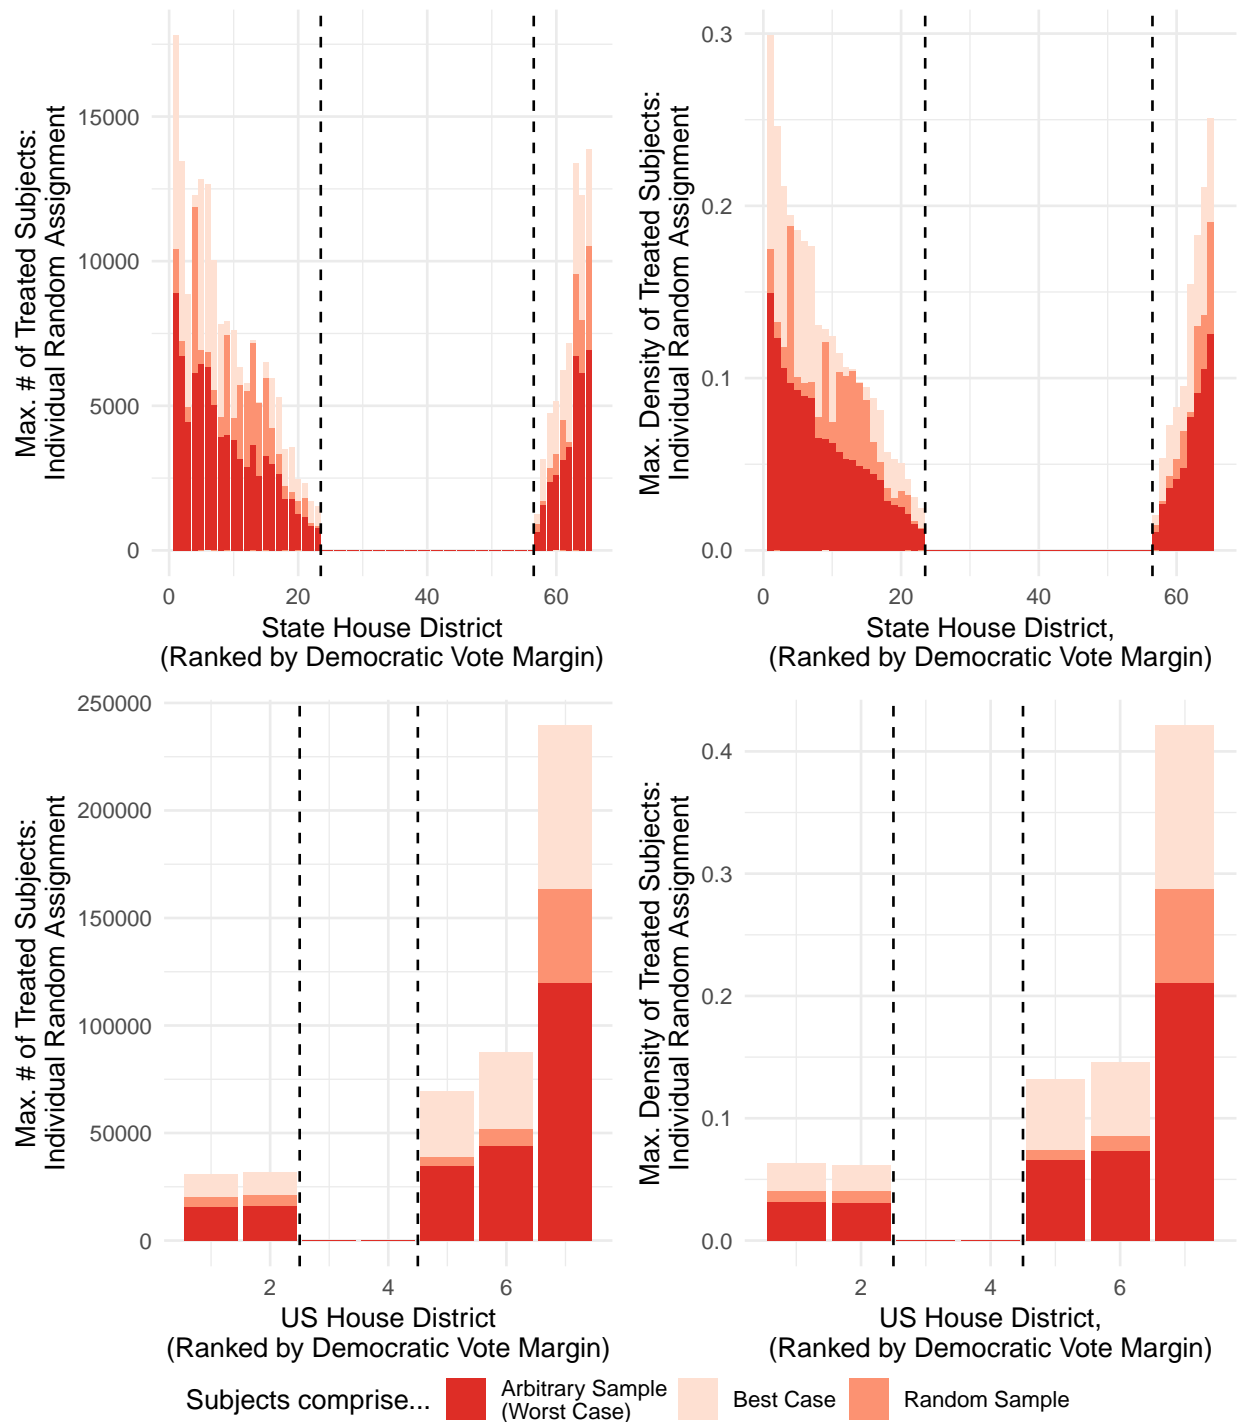 Max. # of Treated Subjects:
Individual Random Assignment
15000
10000
5000
0
0 20 40 60
State House District
(Ranked by Democratic Vote Margin)
Max. Density of Treated Subjects:
Individual Random Assignment
0.3
0.2
0.1
0.0
0 20 40 60
State House District,
(Ranked by Democratic Vote Margin)
Max. # of Treated Subjects:
Individual Random Assignment
250000
200000
150000
100000
50000
0
2 4 6
US House District
(Ranked by Democratic Vote Margin)
Max. Density of Treated Subjects:
Individual Random Assignment
0.4
0.3
0.2
0.1
0.0
2 4 6
US House District,
(Ranked by Democratic Vote Margin)
Subjects comprise...
Arbitrary Sample
(Worst Case)
Best Case
Random Sample